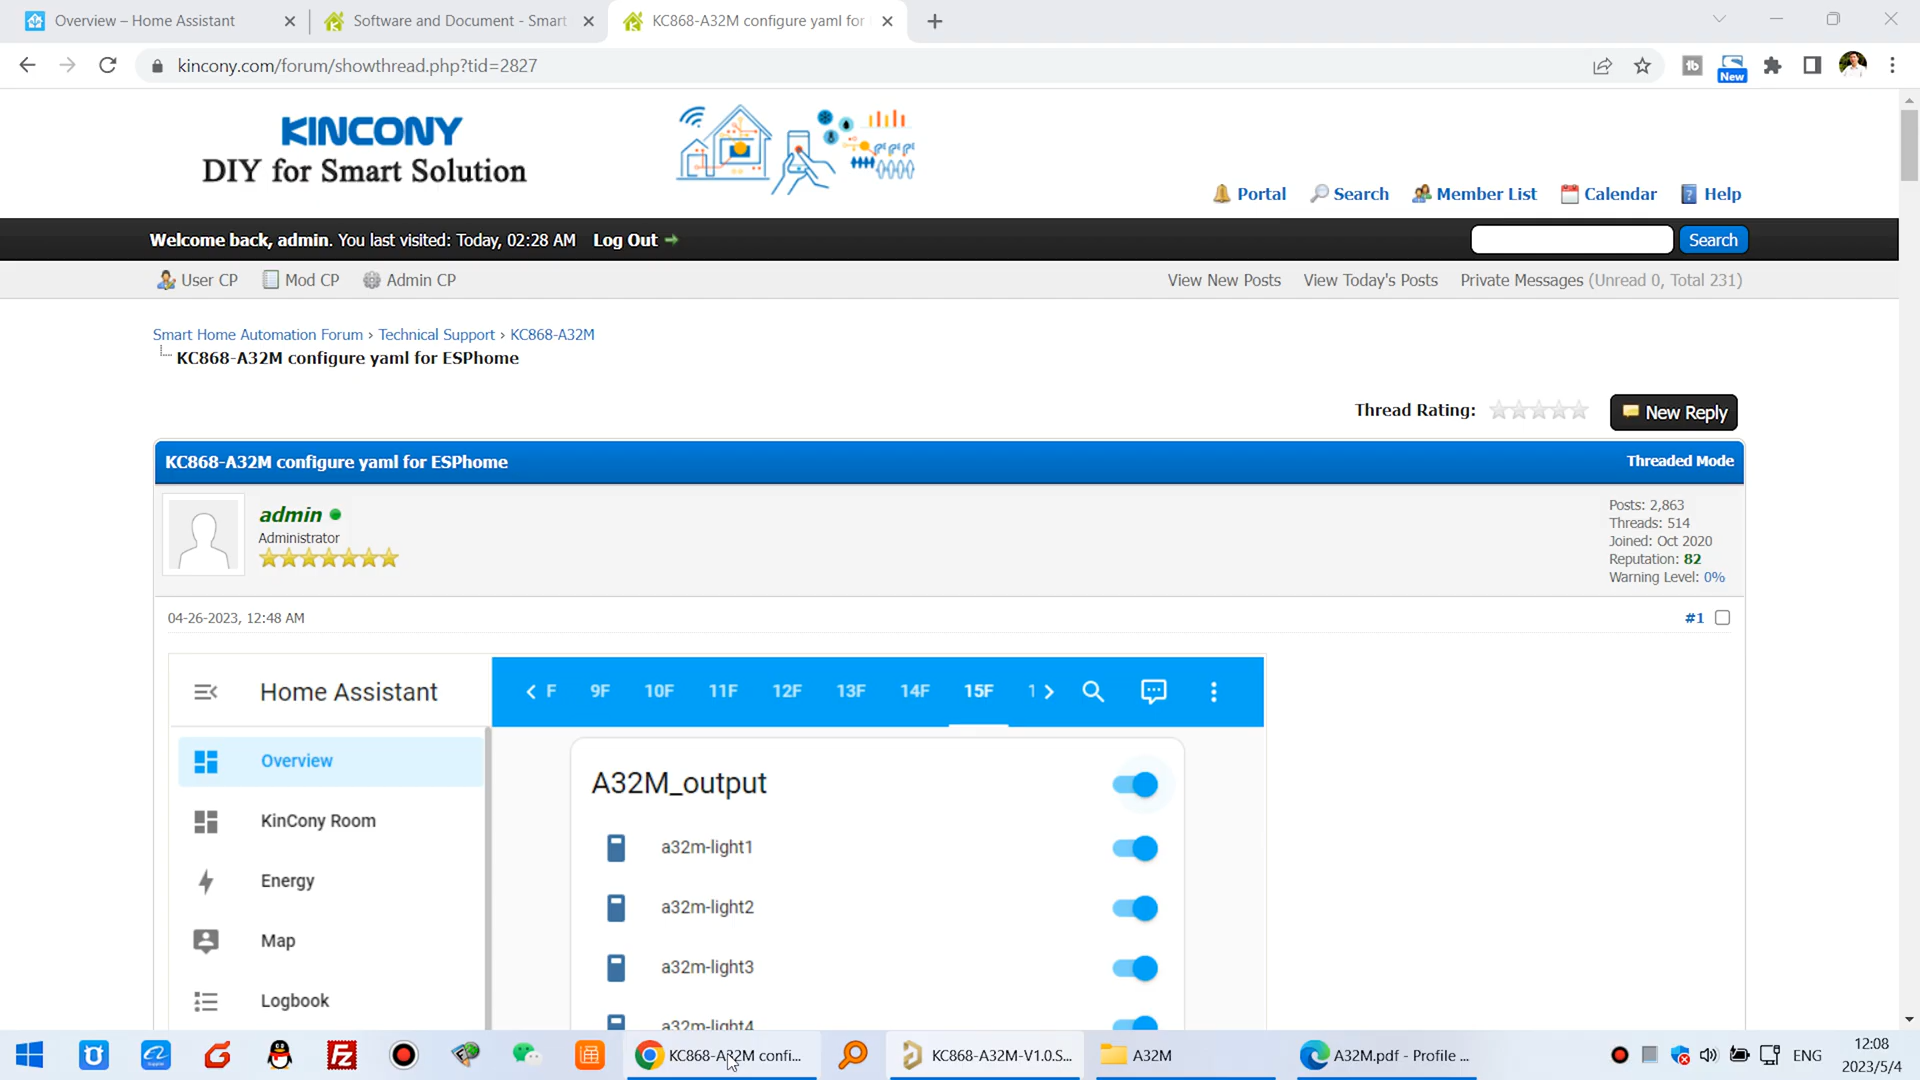 Overview – Home Assistant
Software and Document - Smart
KC868-A32M configure yaml for
kincony.com/forum/showthread.php?tid=2827
New
KINCONY
DIY for Smart Solution
Portal Search Member List Calendar Help
Welcome back, admin. You last visited: Today, 02:28 AM Log Out
Search
User CP Mod CP Admin CP
View New Posts View Today's Posts Private Messages (Unread 0, Total 231)
Smart Home Automation Forum › Technical Support › KC868-A32M
KC868-A32M configure yaml for ESPhome
Thread Rating:
New Reply
KC868-A32M configure yaml for ESPhome
Threaded Mode
admin
Administrator
Posts: 2,863
Threads: 514
Joined: Oct 2020
Reputation: 82
Warning Level: 0%
04-26-2023, 12:48 AM
#1
Home Assistant
F 9F 10F 11F 12F 13F 14F 15F 1
Overview
A32M_output
KinCony Room
a32m-light1
Energy
a32m-light2
Map
a32m-light3
Logbook
a32m-light4
KC868-A32M confi...
KC868-A32M-V1.0.S...
A32M
A32M.pdf - Profile ...
ENG
12:08
2023/5/4